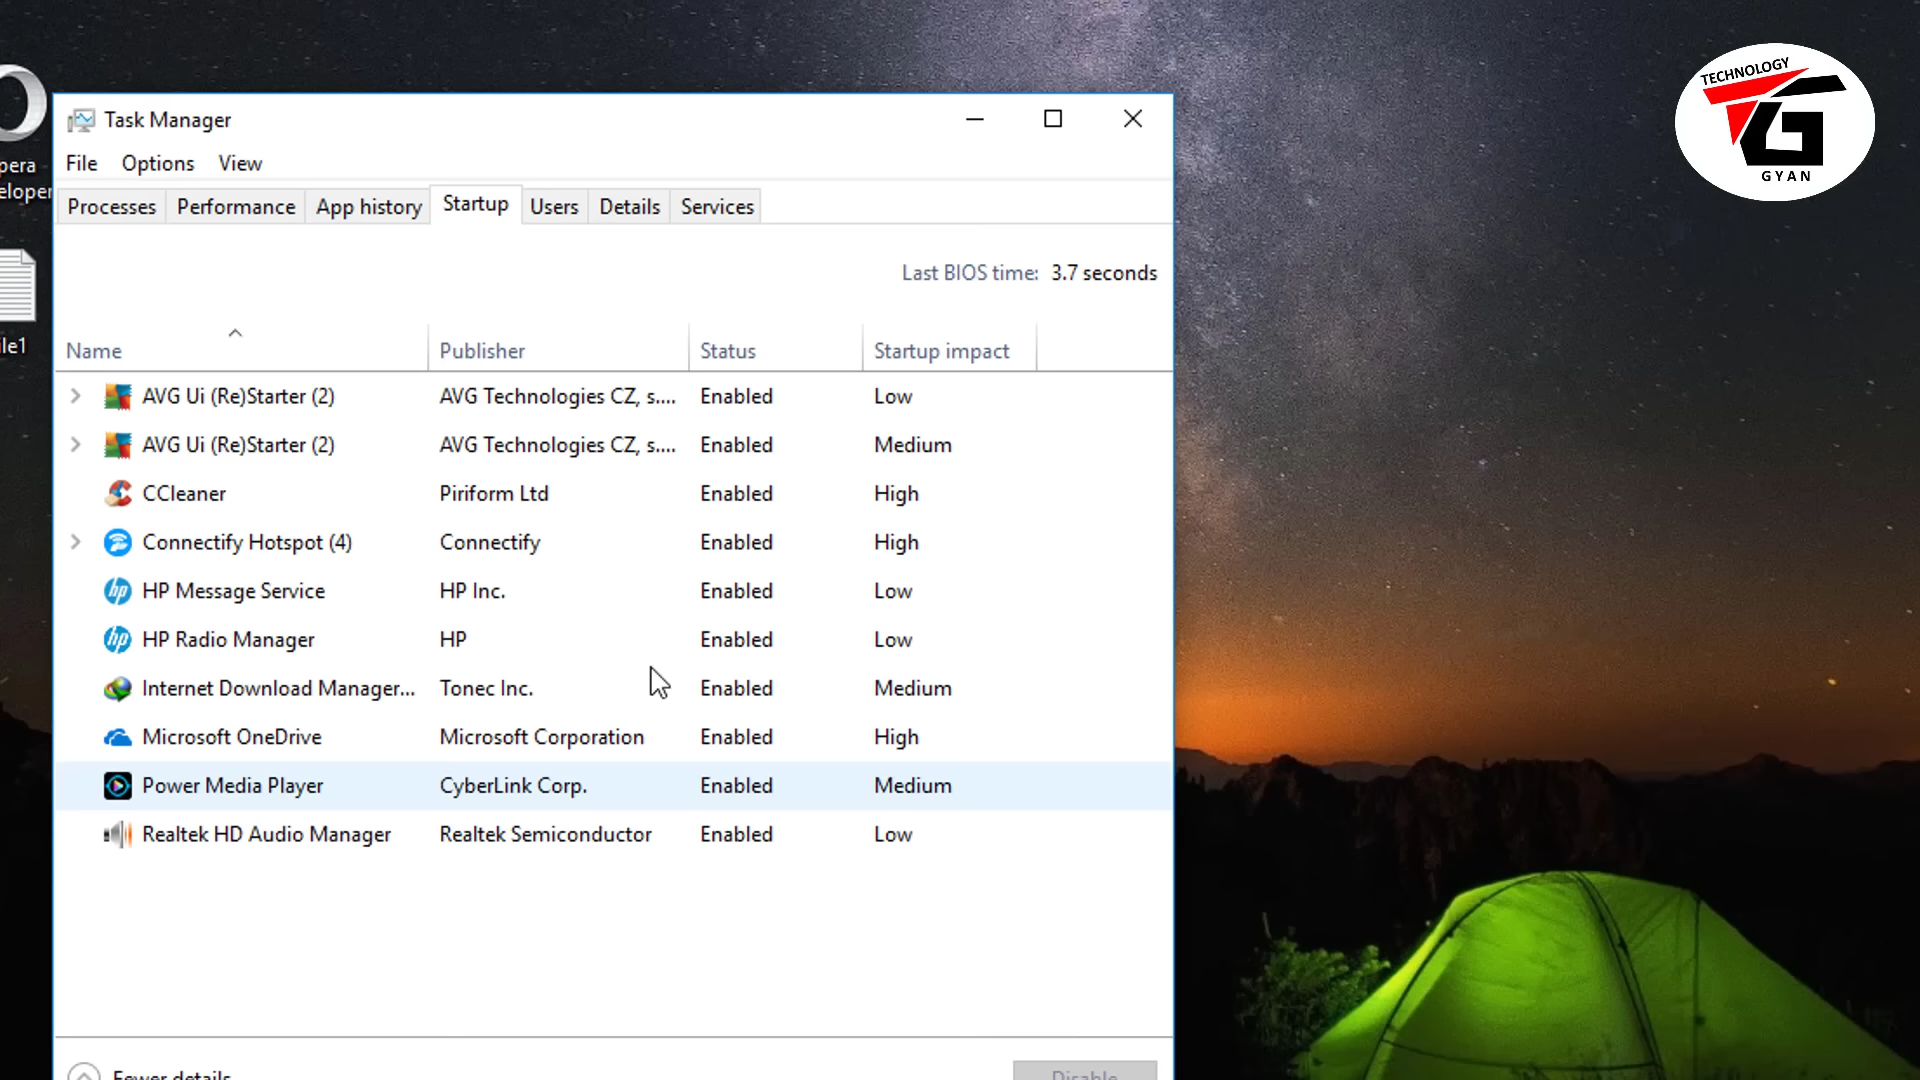 TECHNOLOGY
GYAN
pera
eloper
ile1
Task Manager
File Options View
Processes Performance App history Startup Users Details Services
Last BIOS time: 3.7 seconds
Name Publisher Status Startup impact
AVG Ui (Re)Starter (2) AVG Technologies CZ, s.... Enabled Low
AVG Ui (Re)Starter (2) AVG Technologies CZ, s.... Enabled Medium
CCleaner Piriform Ltd Enabled High
Connectify Hotspot (4) Connectify Enabled High
HP Message Service HP Inc. Enabled Low
HP Radio Manager HP Enabled Low
Internet Download Manager... Tonec Inc. Enabled Medium
Microsoft OneDrive Microsoft Corporation Enabled High
Power Media Player CyberLink Corp. Enabled Medium
Realtek HD Audio Manager Realtek Semiconductor Enabled Low
Fewer details Disable